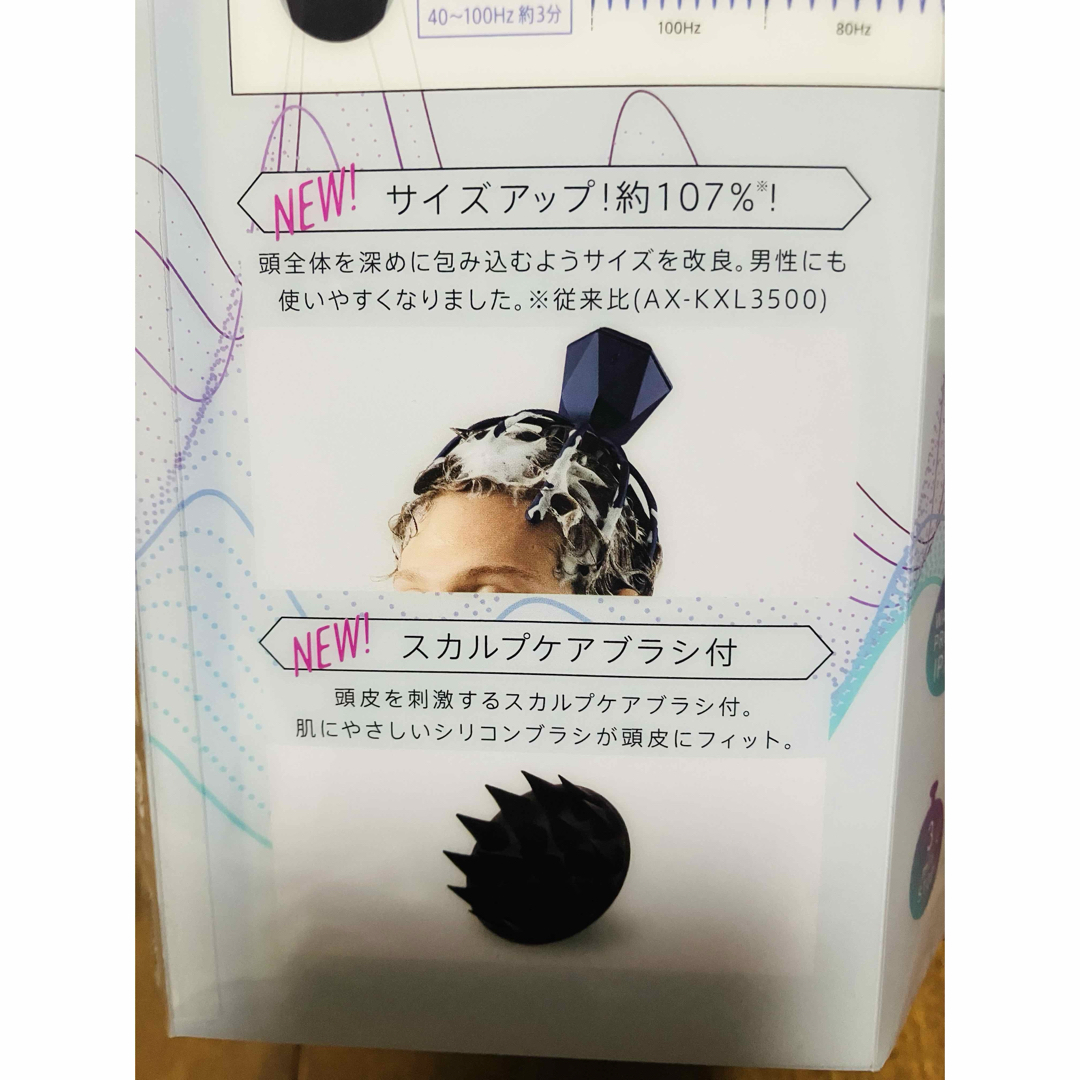 40〜100Hz 約3分
100Hz
80Hz
NEW!
サイズアップ!約107%※!
頭全体を深めに包み込むようサイズを改良。男性にも
使いやすくなりました。※従来比(AX-KXL3500)
NEW!
スカルプケアブラシ付
頭皮を刺激するスカルプケアブラシ付。
肌にやさしいシリコンブラシが頭皮にフィット。